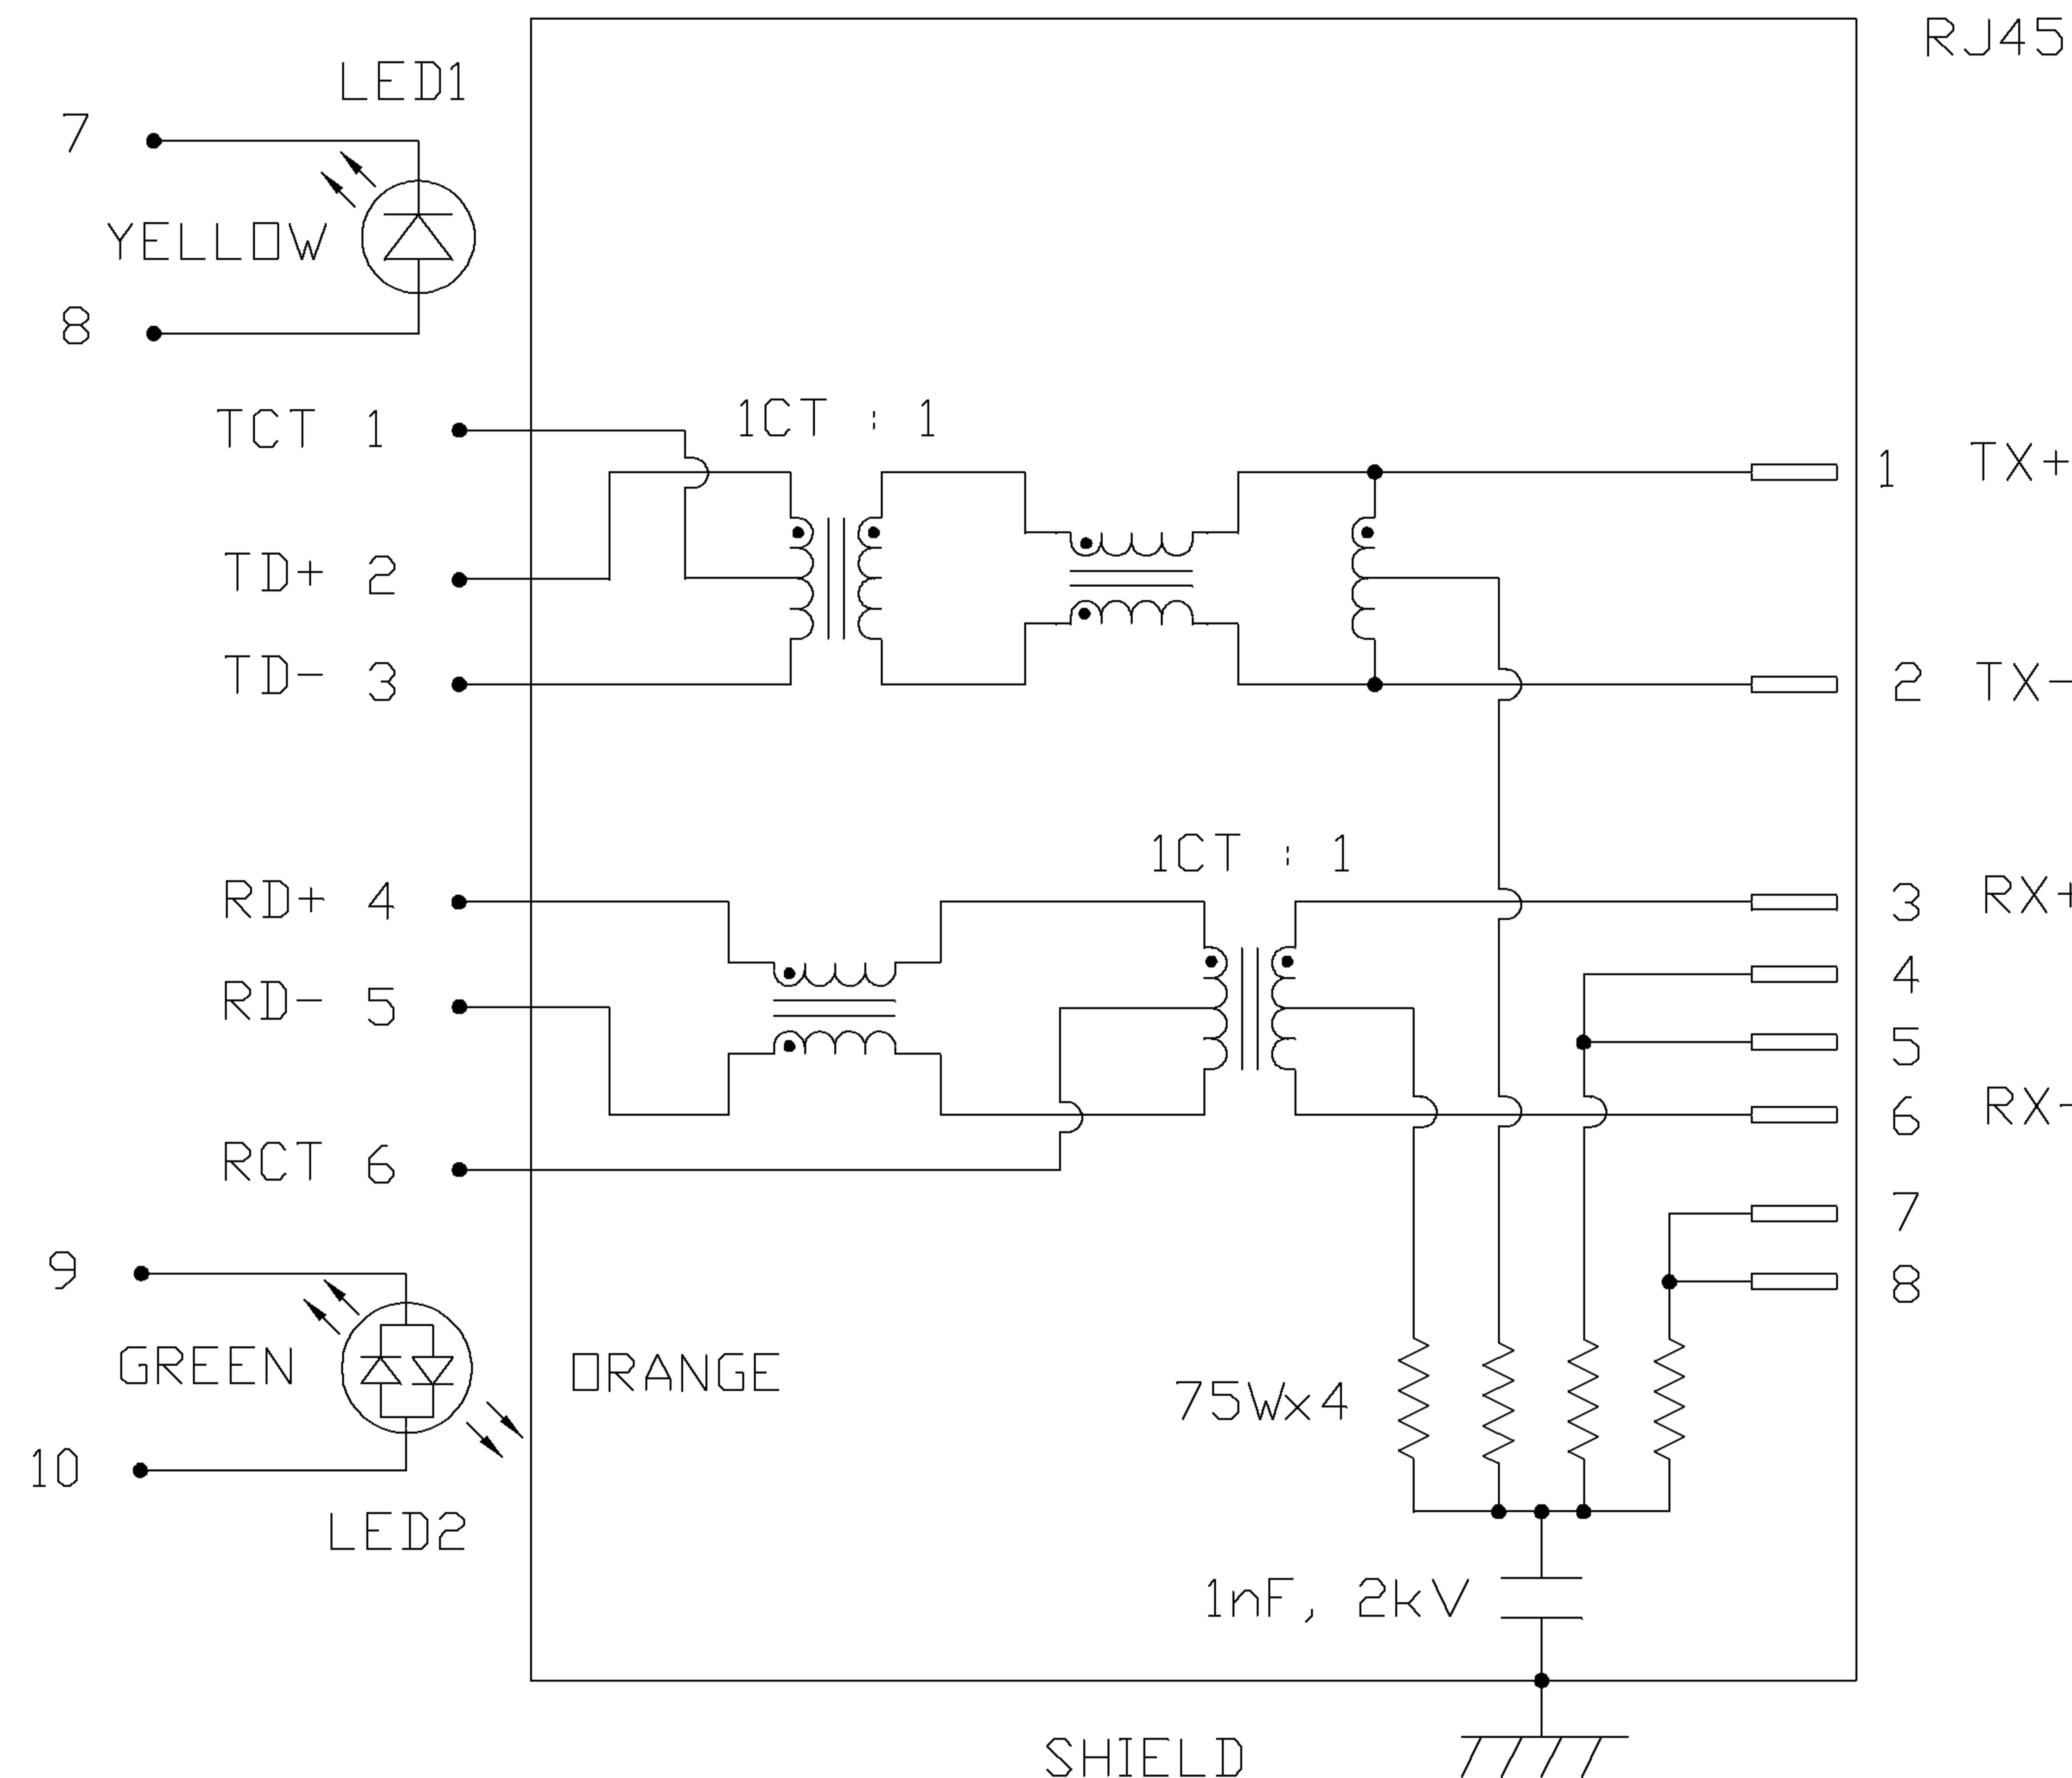 RJ45
LED1
7
YELLOW
8
TCT 1
1CT : 1
1 TX+
TD+ 2
TD- 3
2 TX-
1CT : 1
RD+ 4
3 RX+
4
RD- 5
5
6 RX-
RCT 6
7
9
8
GREEN
ORANGE
75Wx4
10
LED2
1nF, 2kV
SHIELD